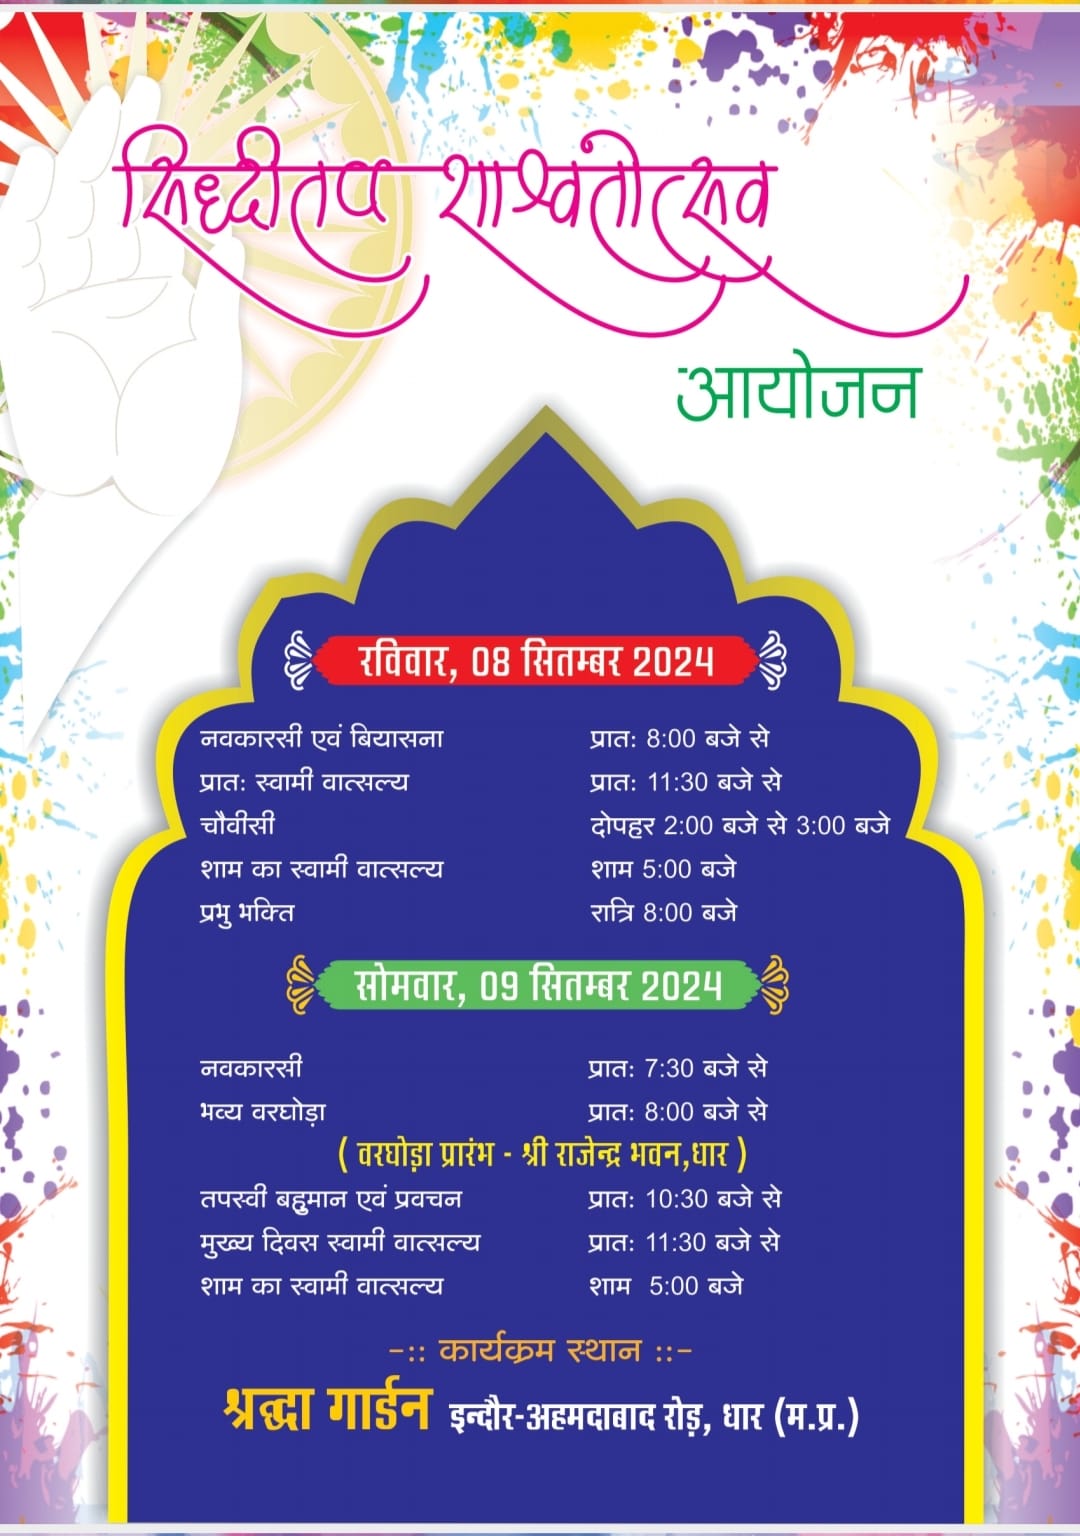 सिध्दीतप शाश्वतोत्सव
आयोजन
रविवार, 08 सितम्बर 2024
नवकारसी एवं बियासना प्रात: 8:00 बजे से
प्रात: स्वामी वात्सल्य प्रात: 11:30 बजे से
चौवीसी दोपहर 2:00 बजे से 3:00 बजे
शाम का स्वामी वात्सल्य शाम 5:00 बजे
प्रभु भक्ति रात्रि 8:00 बजे
सोमवार, 09 सितम्बर 2024
नवकारसी प्रात: 7:30 बजे से
भव्य वरघोड़ा प्रात: 8:00 बजे से
( वरघोड़ा प्रारंभ - श्री राजेन्द्र भवन,धार )
तपस्वी बहुमान एवं प्रवचन प्रात: 10:30 बजे से
मुख्य दिवस स्वामी वात्सल्य प्रात: 11:30 बजे से
शाम का स्वामी वात्सल्य शाम 5:00 बजे
-:: कार्यक्रम स्थान ::-
श्रद्धा गार्डन इन्दौर-अहमदाबाद रोड़, धार (म.प्र.)